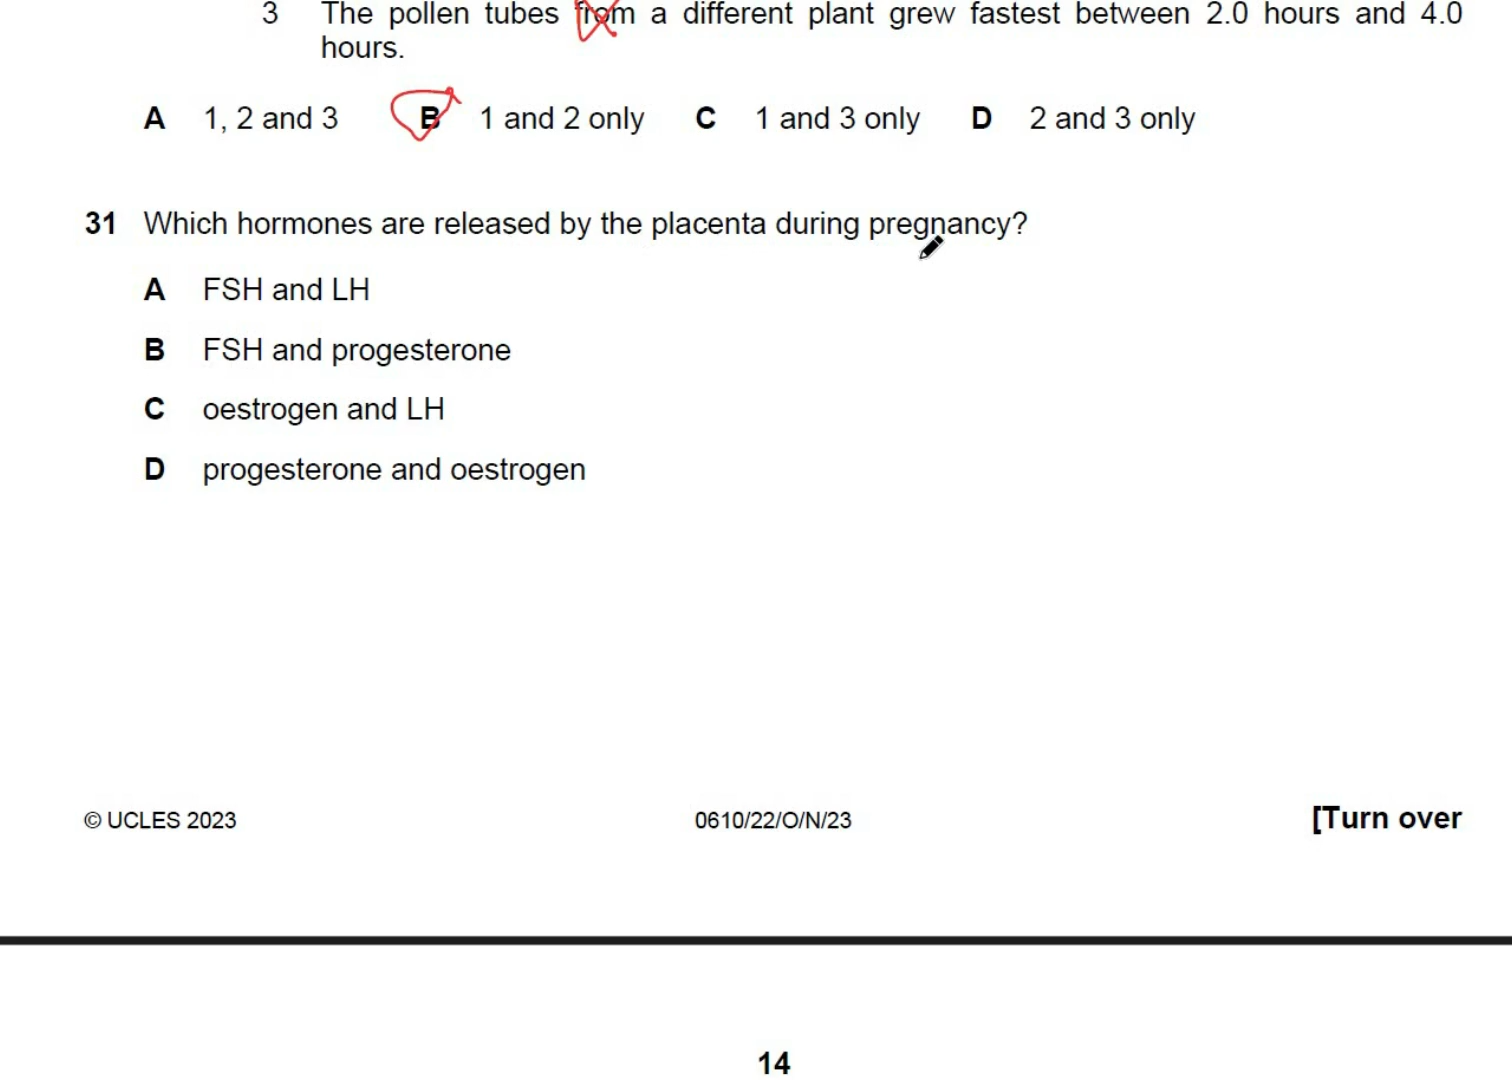 3 The pollen tubes from a different plant grew fastest between 2.0 hours and 4.0
hours.
A 1, 2 and 3 B 1 and 2 only C 1 and 3 only D 2 and 3 only
31 Which hormones are released by the placenta during pregnancy?
A FSH and LH
B FSH and progesterone
C oestrogen and LH
D progesterone and oestrogen
© UCLES 2023 0610/22/O/N/23 [Turn over
14